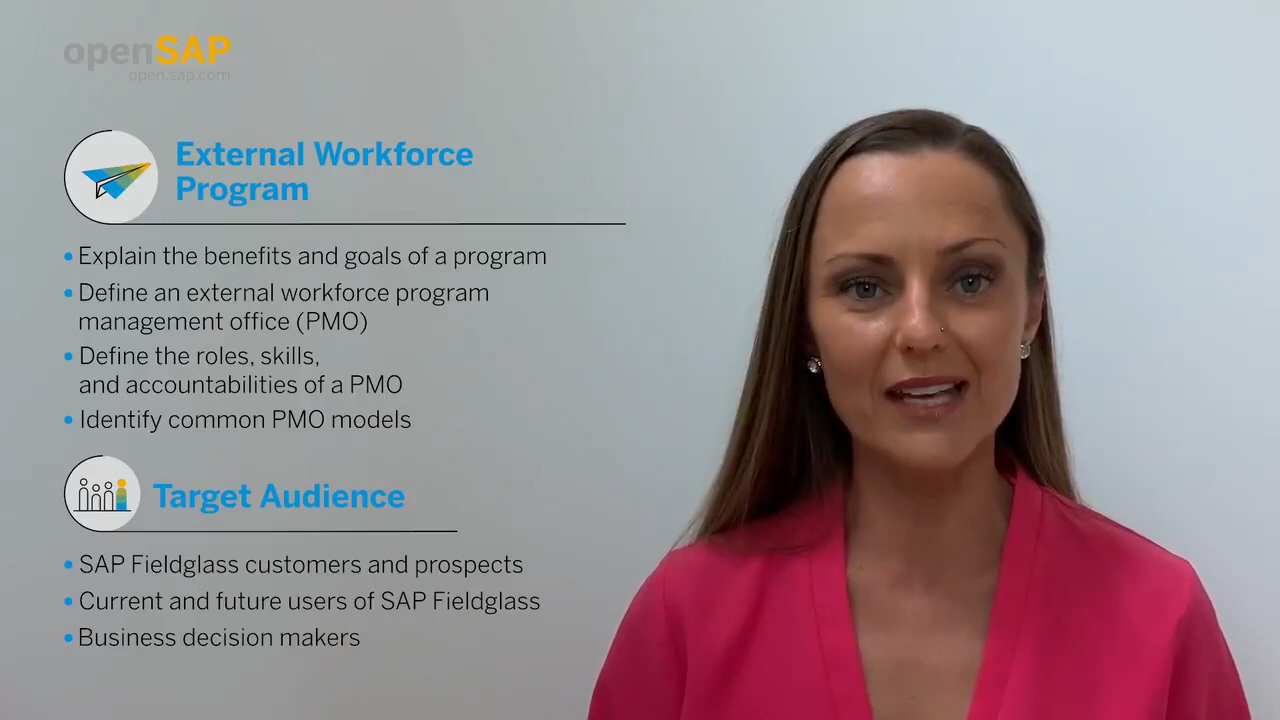 openSAP
open.sap.com
External Workforce
Program
• Explain the benefits and goals of a program
• Define an external workforce program
management office (PMO)
• Define the roles, skills,
and accountabilities of a PMO
• Identify common PMO models
Target Audience
• SAP Fieldglass customers and prospects
• Current and future users of SAP Fieldglass
• Business decision makers